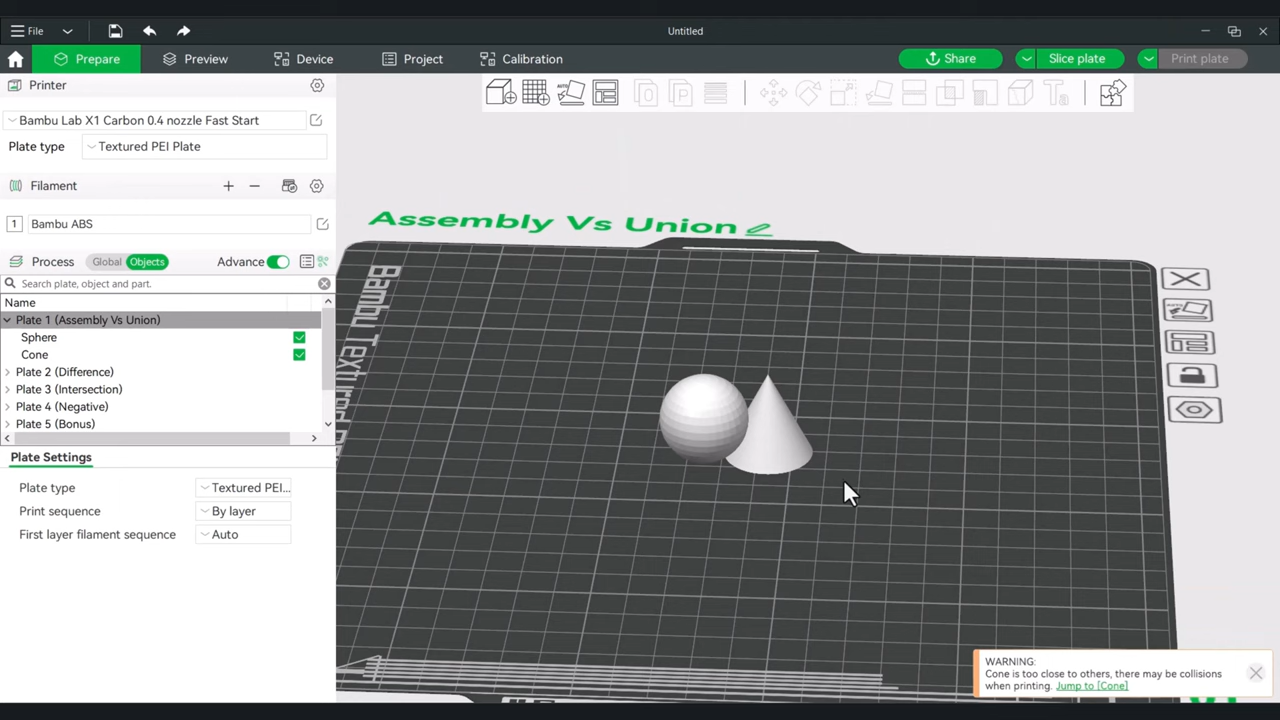 File
Untitled
Prepare
Preview
Device
Project
Calibration
Share
Slice plate
Print plate
Printer
Bambu Lab X1 Carbon 0.4 nozzle Fast Start
Plate type
Textured PEI Plate
Filament
1
Bambu ABS
Process
Global
Objects
Advance
Search plate, object and part.
Name
Plate 1 (Assembly Vs Union)
Sphere
Cone
Plate 2 (Difference)
Plate 3 (Intersection)
Plate 4 (Negative)
Plate 5 (Bonus)
Plate Settings
Plate type
Textured PEI...
Print sequence
By layer
First layer filament sequence
Auto
Assembly Vs Union
Bambu Textured
AUTO
AUTO
WARNING:
Cone is too close to others, there may be collisions
when printing. Jump to [Cone]